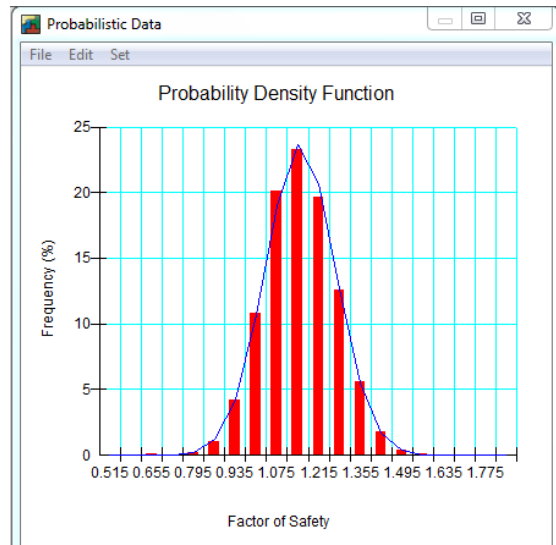 Probabilistic Data
File Edit Set
Probability Density Function
25
20
15
10
5
0
Frequency (%)
0.515 0.655 0.795 0.935 1.075 1.215 1.355 1.495 1.635 1.775
Factor of Safety